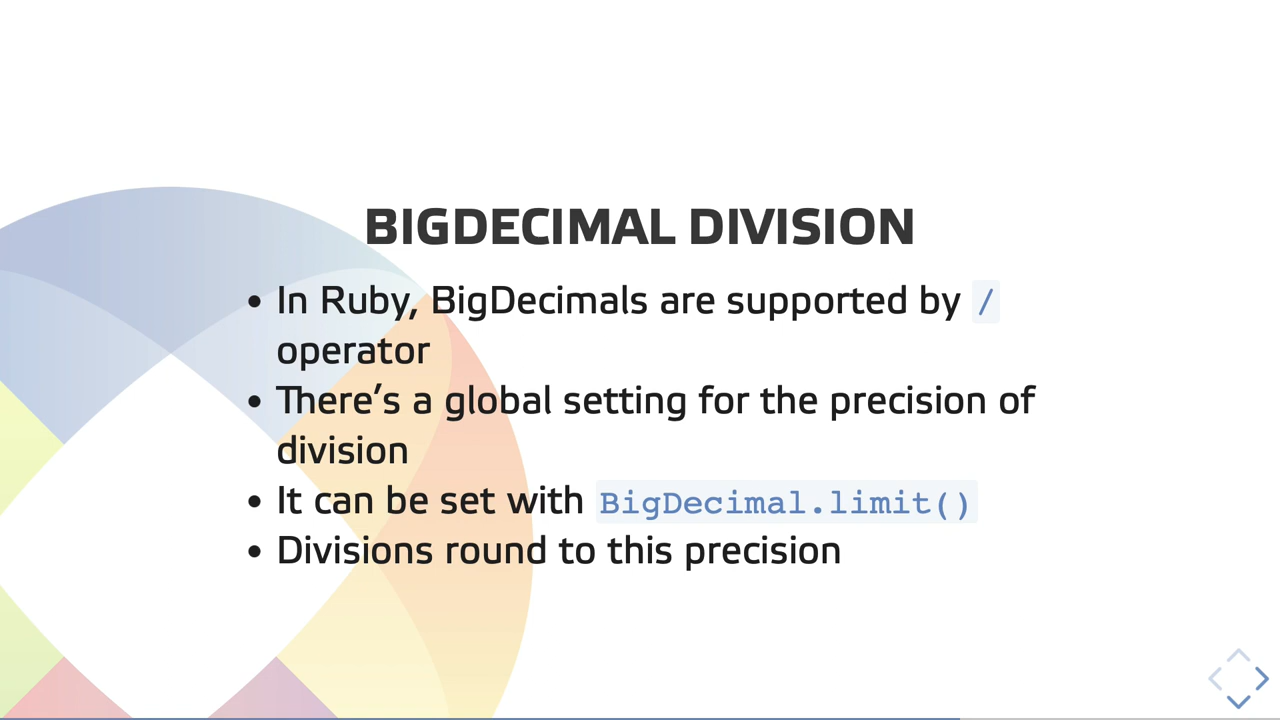 BIGDECIMAL DIVISION
• In Ruby, BigDecimals are supported by /
operator
• There’s a global setting for the precision of
division
• It can be set with BigDecimal.limit()
• Divisions round to this precision